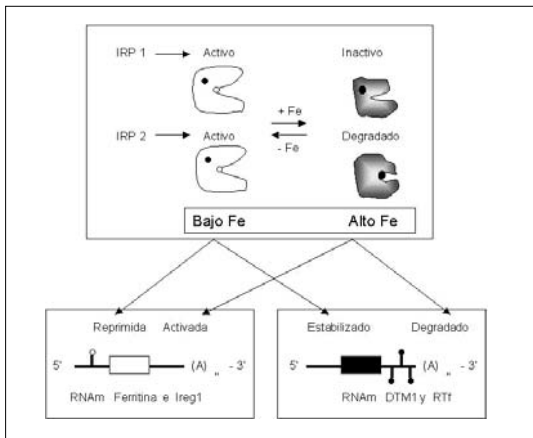 IRP 1 Activo Inactivo
+ Fe
IRP 2 Activo - Fe Degradado
Bajo Fe Alto Fe
Reprimida Activada
5' (A) „ - 3'
RNAm Ferritina e Ireg1
Estabilizado Degradado
5' (A) „ - 3'
RNAm DTM1 y RTf